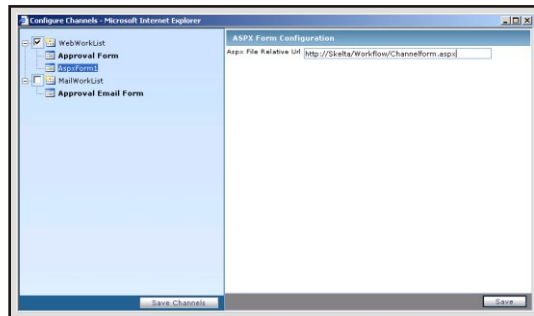 Configure Channels - Microsoft Internet Explorer
WebWorkList
Approval Form
AspxForm1
MailWorkList
Approval Email Form
Save Channels
ASPX Form Configuration
Aspx File Relative Url http://Skelta/Workflow/Channelform.aspx
Save